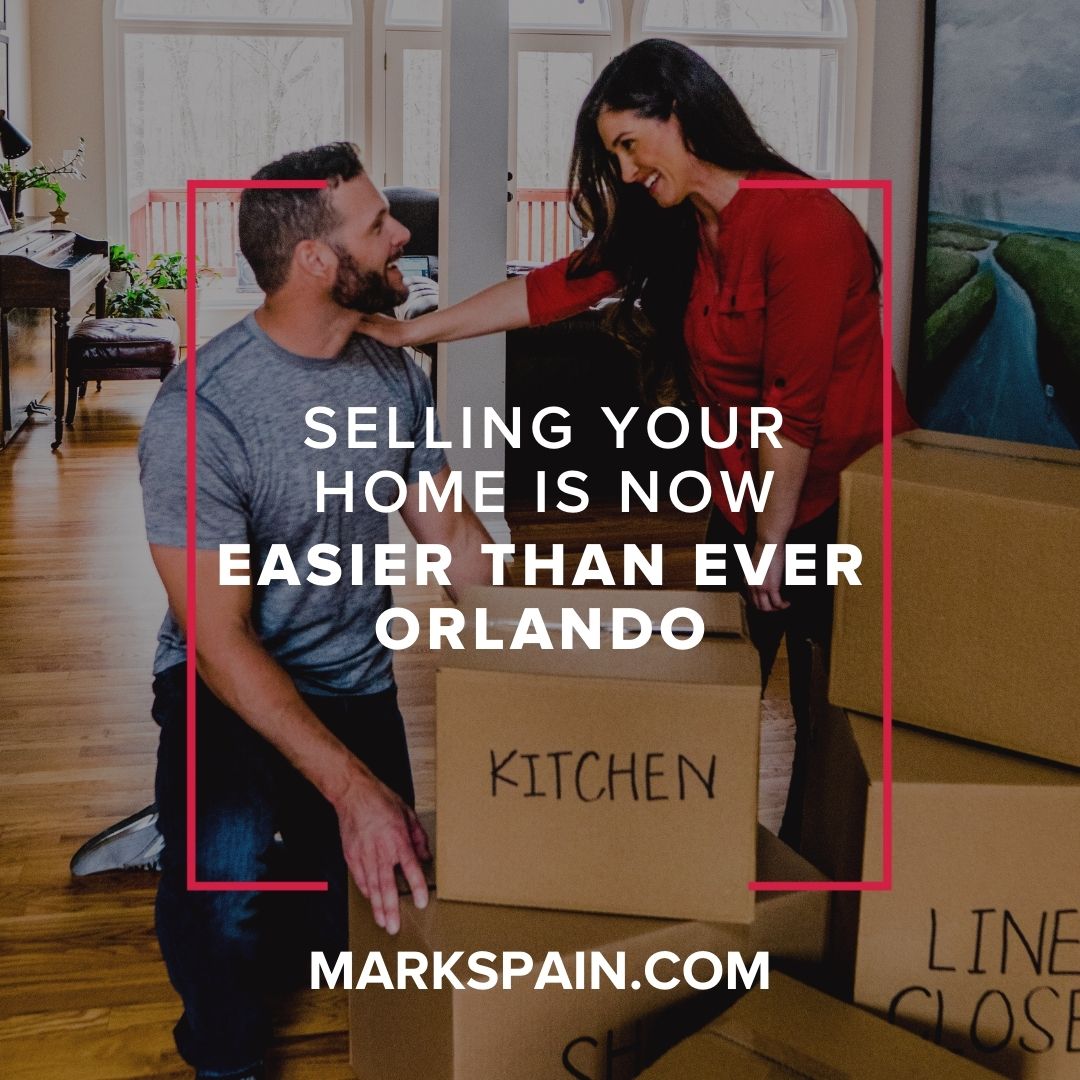 SELLING YOUR
HOME IS NOW
EASIER THAN EVER
ORLANDO
KITCHEN
MARKSPAIN.COM